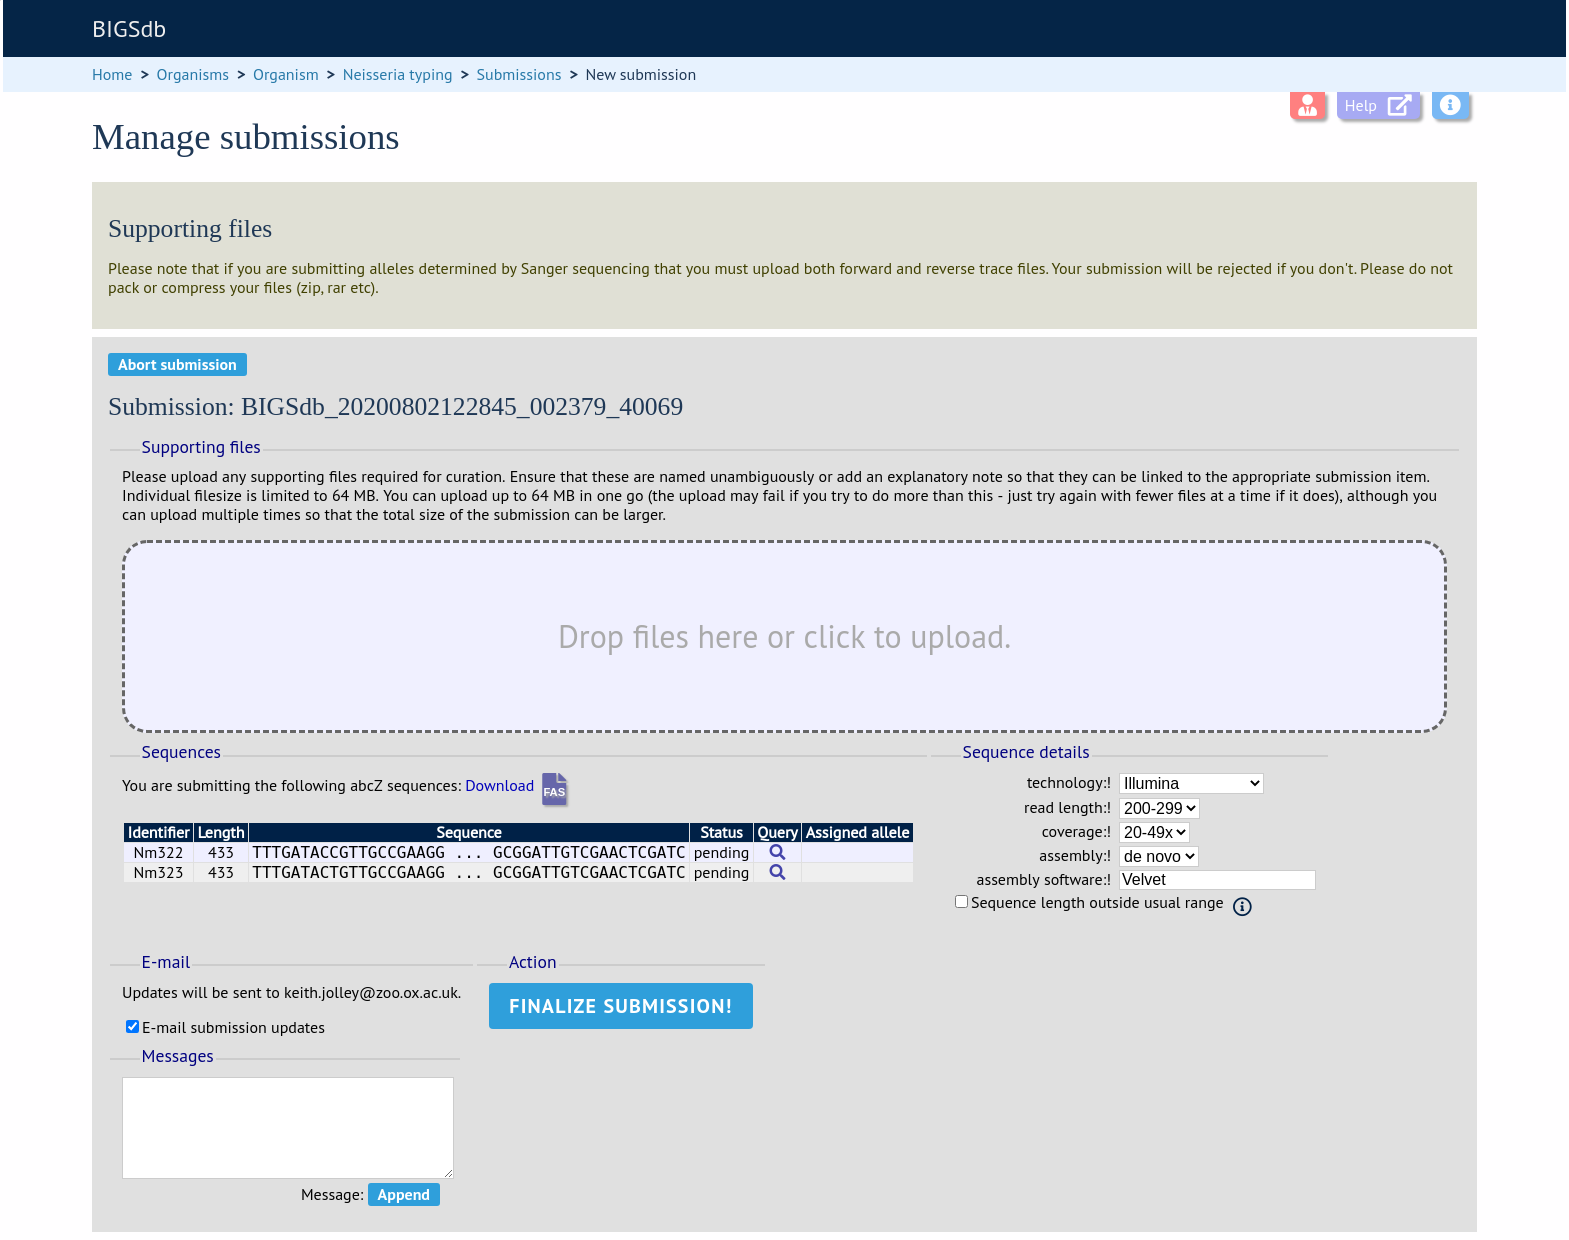 BIGSdb
Home > Organisms > Organism > Neisseria typing > Submissions > New submission
Help
Manage submissions
Supporting files
Please note that if you are submitting alleles determined by Sanger sequencing that you must upload both forward and reverse trace files. Your submission will be rejected if you don't. Please do not
pack or compress your files (zip, rar etc).
Abort submission
Submission: BIGSdb_20200802122845_002379_40069
Supporting files
Please upload any supporting files required for curation. Ensure that these are named unambiguously or add an explanatory note so that they can be linked to the appropriate submission item.
Individual filesize is limited to 64 MB. You can upload up to 64 MB in one go (the upload may fail if you try to do more than this - just try again with fewer files at a time if it does), although you
can upload multiple times so that the total size of the submission can be larger.
Drop files here or click to upload.
Sequences
You are submitting the following abcZ sequences: Download FAS
Identifier Length Sequence Status Query Assigned allele
Nm322 433 TTTGATACCGTTGCCGAAGG ... GCGGATTGTCGAACTCGATC pending
Nm323 433 TTTGATACTGTTGCCGAAGG ... GCGGATTGTCGAACTCGATC pending
Sequence details
technology:! Illumina
read length:! 200-299
coverage:! 20-49x
assembly:! de novo
assembly software:! Velvet
Sequence length outside usual range
E-mail
Updates will be sent to keith.jolley@zoo.ox.ac.uk.
E-mail submission updates
Action
FINALIZE SUBMISSION!
Messages
Message: Append